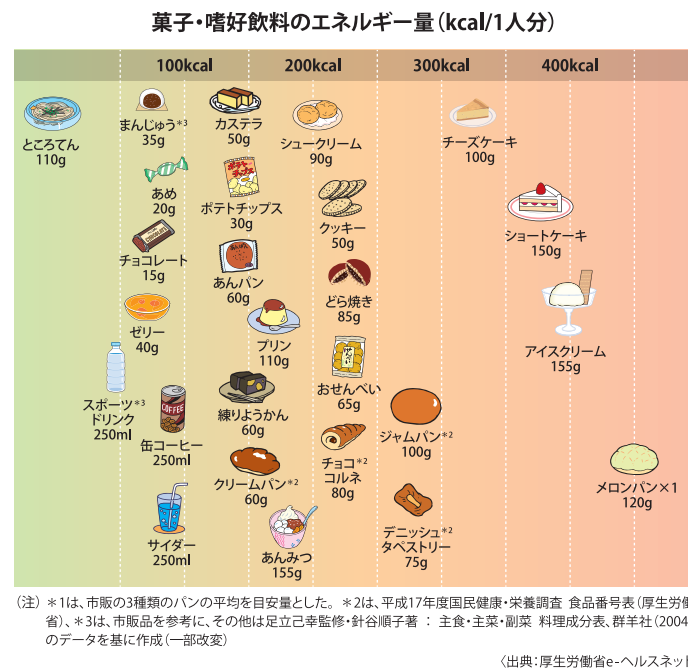 菓子・嗜好飲料のエネルギー量(kcal/1人分)
100kcal 200kcal 300kcal 400kcal
ところてん
110g
まんじゅう*3
35g
カステラ
50g
シュークリーム
90g
チーズケーキ
100g
あめ
20g
ポテトチップス
30g
クッキー
50g
ショートケーキ
150g
チョコレート
15g
あんパン
60g
どら焼き
85g
ゼリー
40g
プリン
110g
アイスクリーム
155g
スポーツ*3
ドリンク
250ml
COFFEE
缶コーヒー
250ml
練りようかん
60g
おせんべい
65g
ジャムパン*2
100g
クリームパン*2
60g
チョコ*2
コルネ
80g
メロンパン×1
120g
サイダー
250ml
あんみつ
155g
デニッシュ*2
タペストリー
75g
(注) *1は、市販の3種類のパンの平均を目安量とした。 *2は、平成17年度国民健康・栄養調査 食品番号表(厚生労働
省)、*3は、市販品を参考に、その他は足立己幸監修・針谷順子著 : 主食・主菜・副菜 料理成分表、群羊社(2004
のデータを基に作成(一部改変)
〈出典:厚生労働省e-ヘルスネット